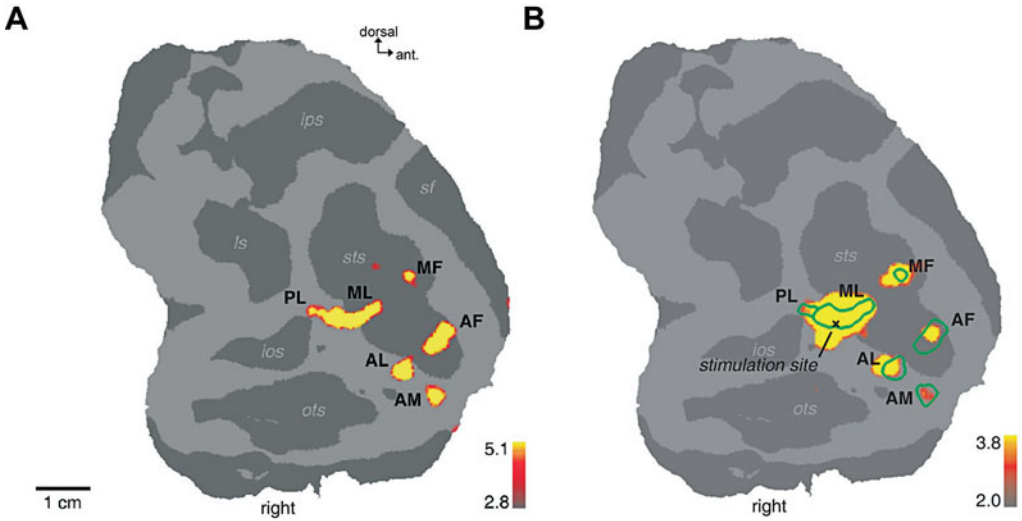 A
dorsal
ant.
ips
sf
ls
sts
MF
PL
ML
AF
ios
AL
AM
ots
5.1
2.8
1 cm
right
B
ips
sf
ls
sts
MF
PL
ML
AF
ios
stimulation site
AL
AM
ots
3.8
2.0
right